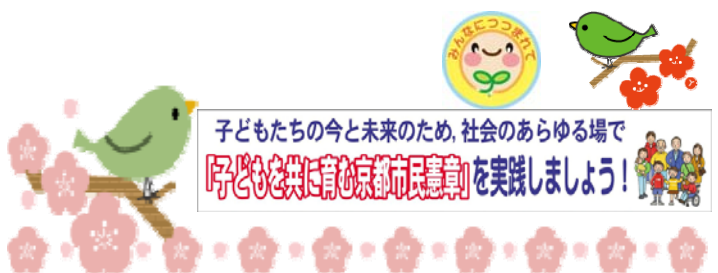 みんなにつつまれて
子どもたちの今と未来のため,社会のあらゆる場で
『子どもを共に育む京都市民憲章』を実践しましょう!